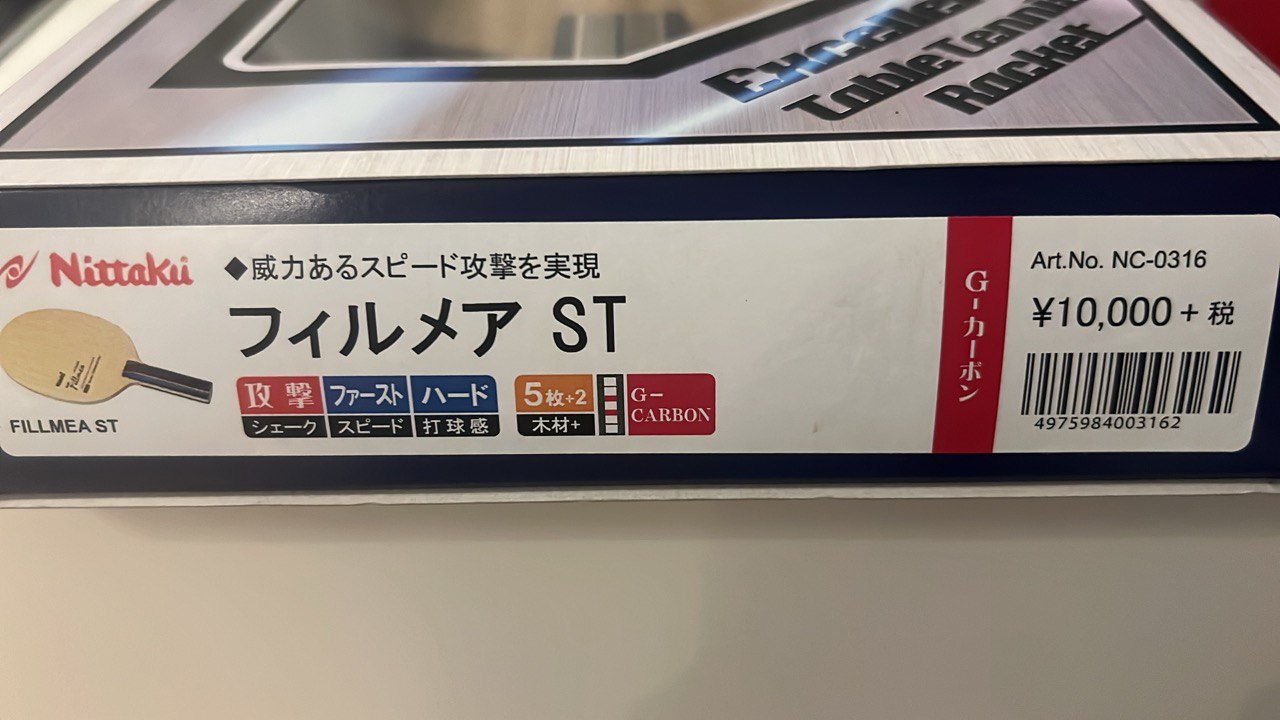 Excelle
Table Tennis
Racket
Nittaku
◆威力あるスピード攻撃を実現
フィルメア ST
FILLMEA ST
攻撃 ファースト ハード
シェーク スピード 打球感
5枚+2
木材+
G-
CARBON
G-カーボン
Art.No. NC-0316
¥10,000 + 税
4975984003162